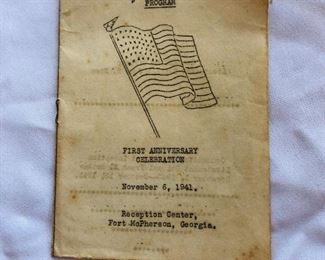 PROGRAM
FIRST ANNIVERSARY
CELEBRATION
November 6, 1941.
Reception Center,
Fort McPherson, Georgia.